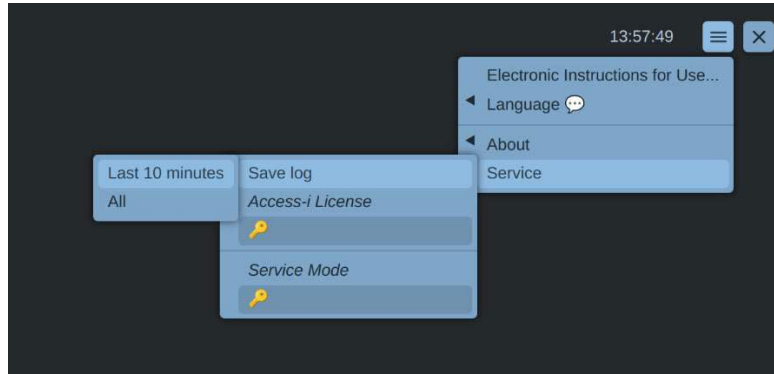 13:57:49
Electronic Instructions for Use...
Language
About
Service
Save log
Access-i License
Service Mode
Last 10 minutes
All